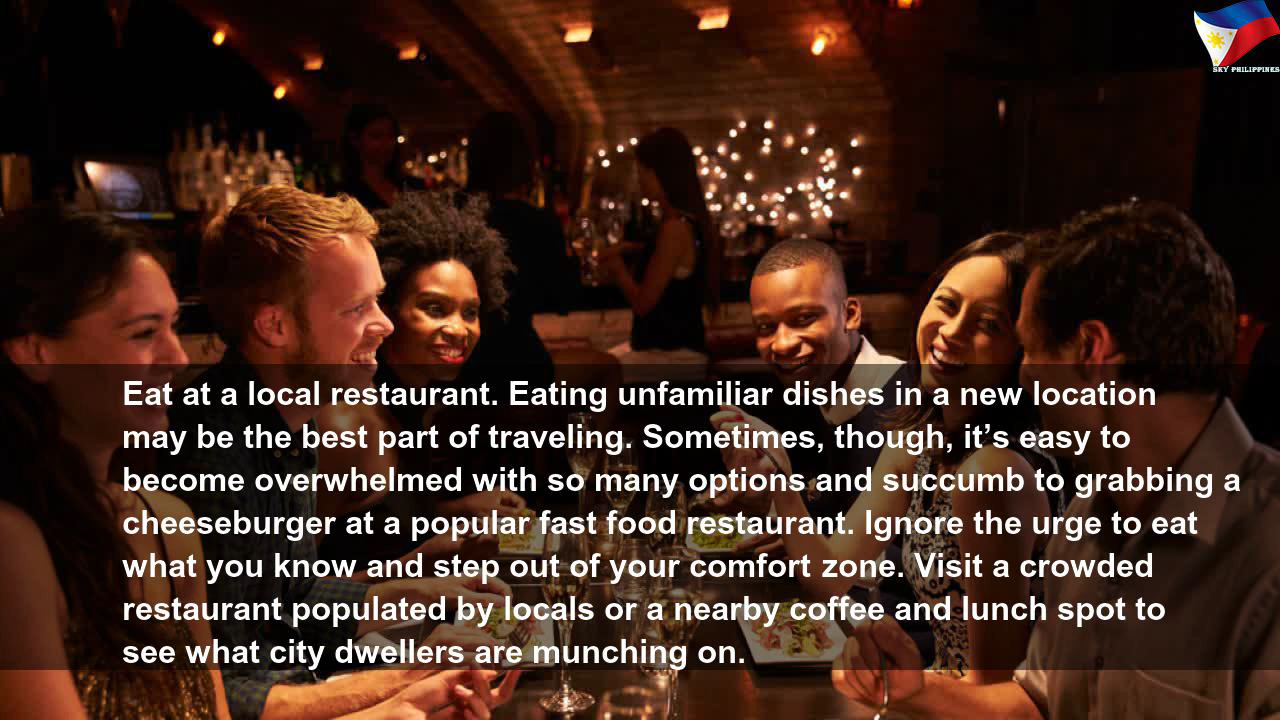 SKY PHILIPPINES
Eat at a local restaurant. Eating unfamiliar dishes in a new location
may be the best part of traveling. Sometimes, though, it’s easy to
become overwhelmed with so many options and succumb to grabbing a
cheeseburger at a popular fast food restaurant. Ignore the urge to eat
what you know and step out of your comfort zone. Visit a crowded
restaurant populated by locals or a nearby coffee and lunch spot to
see what city dwellers are munching on.